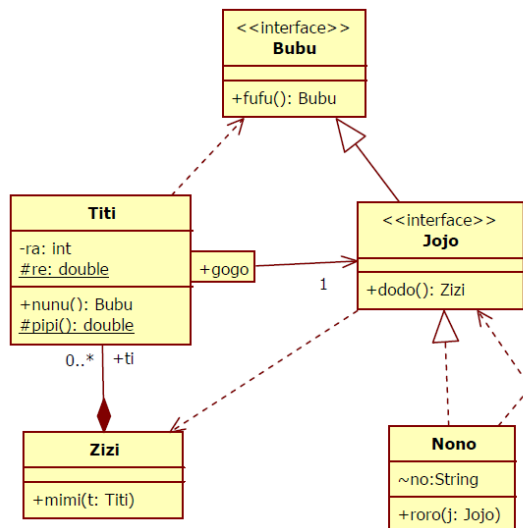 <<interface>>
Bubu
+fufu(): Bubu
Titi
-ra: int
#re: double
+nunu(): Bubu
#pipi(): double
+gogo
1
<<interface>>
Jojo
+dodo(): Zizi
0..* +ti
Zizi
+mimi(t: Titi)
Nono
~no:String
+roro(j: Jojo)